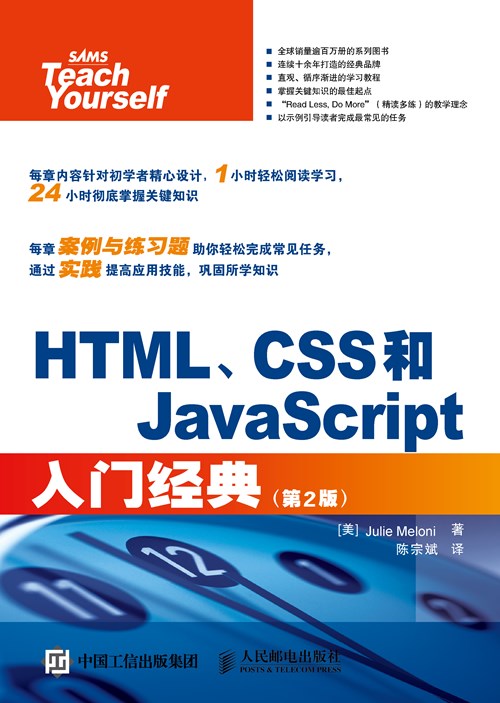 SAMS
Teach
Yourself
■ 全球销量逾百万册的系列图书
■ 连续十余年打造的经典品牌
■ 直观、循序渐进的学习教程
■ 掌握关键知识的最佳起点
■ “Read Less, Do More”（精读多练）的教学理念
■ 以示例引导读者完成最常见的任务
每章内容针对初学者精心设计，1小时轻松阅读学习，
24小时彻底掌握关键知识
每章案例与练习题助你轻松完成常见任务，
通过实践提高应用技能，巩固所学知识
HTML、CSS和
JavaScript
入门经典（第2版）
[美] Julie Meloni 著
陈宗斌 译
11
12
1
中国工信出版集团
人民邮电出版社
POSTS & TELECOM PRESS